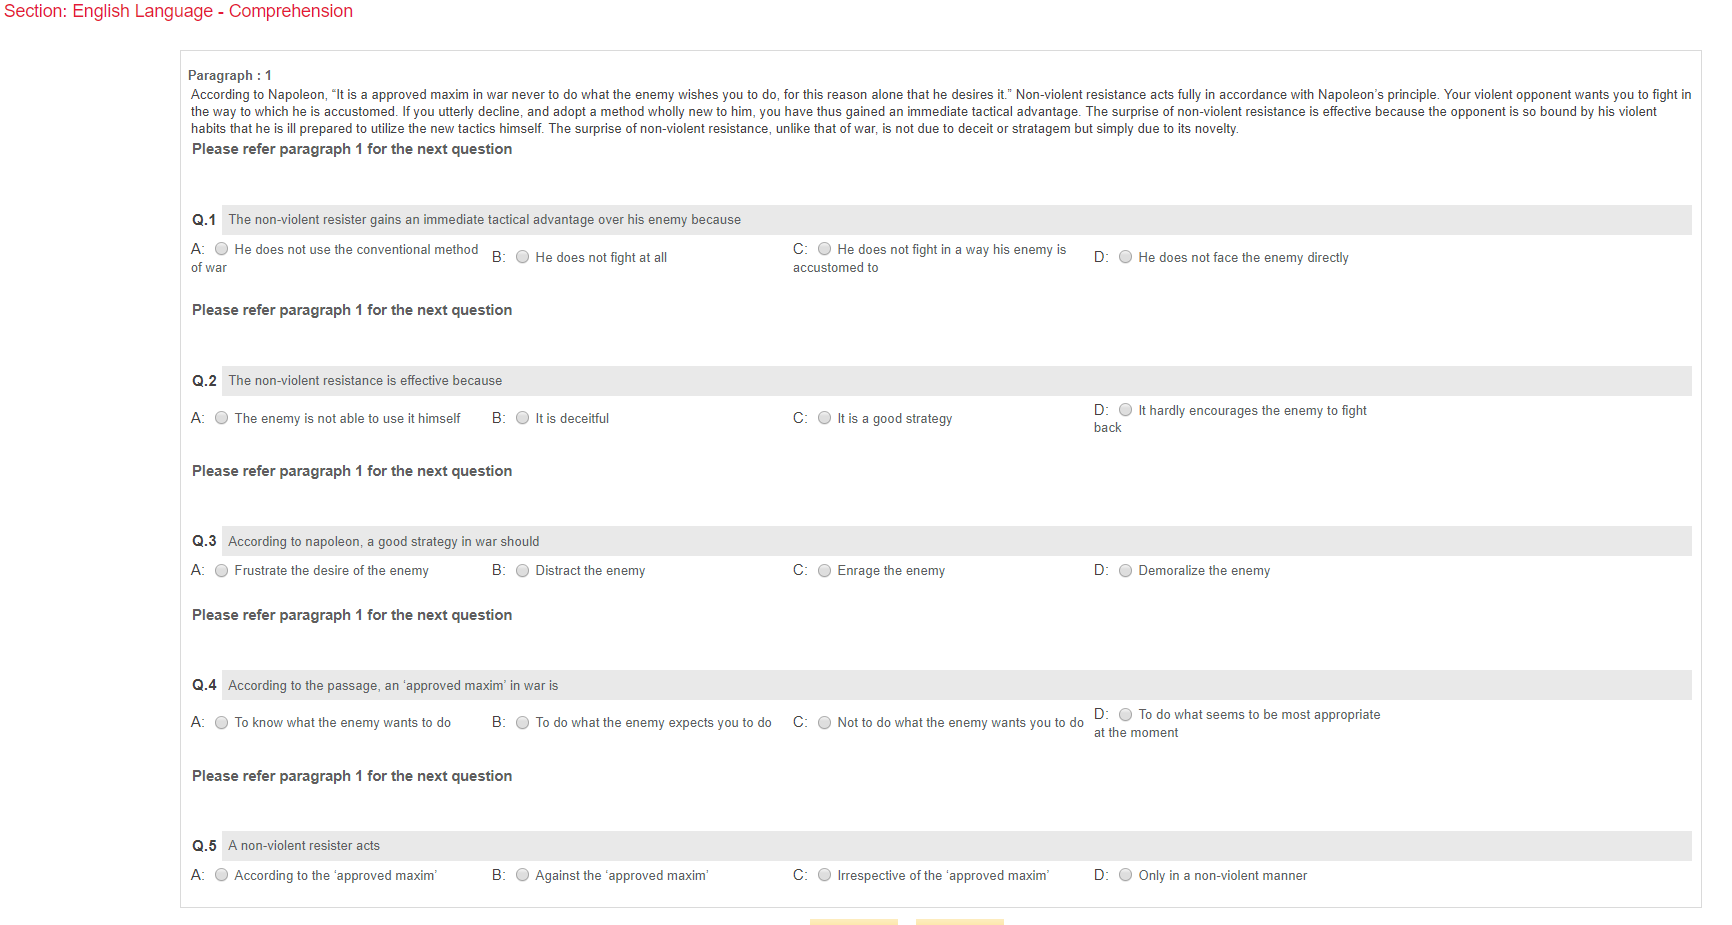 Section: English Language - Comprehension
Paragraph : 1
According to Napoleon, “It is a approved maxim in war never to do what the enemy wishes you to do, for this reason alone that he desires it.” Non-violent resistance acts fully in accordance with Napoleon’s principle. Your violent opponent wants you to fight in
the way to which he is accustomed. If you utterly decline, and adopt a method wholly new to him, you have thus gained an immediate tactical advantage. The surprise of non-violent resistance is effective because the opponent is so bound by his violent
habits that he is ill prepared to utilize the new tactics himself. The surprise of non-violent resistance, unlike that of war, is not due to deceit or stratagem but simply due to its novelty.
Please refer paragraph 1 for the next question
Q.1 The non-violent resister gains an immediate tactical advantage over his enemy because
A: He does not use the conventional method
of war
B: He does not fight at all
C: He does not fight in a way his enemy is
accustomed to
D: He does not face the enemy directly
Please refer paragraph 1 for the next question
Q.2 The non-violent resistance is effective because
A: The enemy is not able to use it himself
B: It is deceitful
C: It is a good strategy
D: It hardly encourages the enemy to fight
back
Please refer paragraph 1 for the next question
Q.3 According to napoleon, a good strategy in war should
A: Frustrate the desire of the enemy
B: Distract the enemy
C: Enrage the enemy
D: Demoralize the enemy
Please refer paragraph 1 for the next question
Q.4 According to the passage, an ‘approved maxim’ in war is
A: To know what the enemy wants to do
B: To do what the enemy expects you to do
C: Not to do what the enemy wants you to do
D: To do what seems to be most appropriate
at the moment
Please refer paragraph 1 for the next question
Q.5 A non-violent resister acts
A: According to the ‘approved maxim’
B: Against the ‘approved maxim’
C: Irrespective of the ‘approved maxim’
D: Only in a non-violent manner